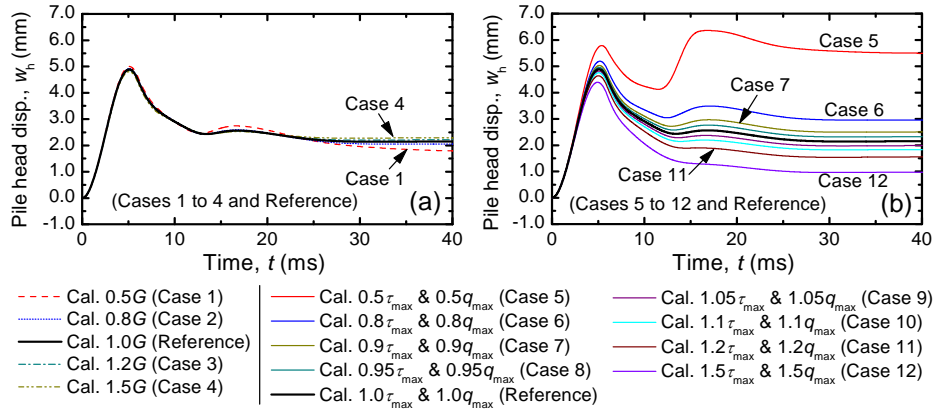 Pile head disp., w_h (mm)
7.0
6.0
5.0
4.0
3.0
2.0
1.0
0.0
-1.0
Case 4
Case 1
(a)
(Cases 1 to 4 and Reference)
0 10 20 30 40
Time, t (ms)
Pile head disp., w_h (mm)
7.0
6.0
5.0
4.0
3.0
2.0
1.0
0.0
-1.0
Case 5
Case 7
Case 6
Case 11
Case 12
(b)
(Cases 5 to 12 and Reference)
0 10 20 30 40
Time, t (ms)
Cal. 0.5G (Case 1)
Cal. 0.8G (Case 2)
Cal. 1.0G (Reference)
Cal. 1.2G (Case 3)
Cal. 1.5G (Case 4)
Cal. 0.5τ_max & 0.5q_max (Case 5)
Cal. 0.8τ_max & 0.8q_max (Case 6)
Cal. 0.9τ_max & 0.9q_max (Case 7)
Cal. 0.95τ_max & 0.95q_max (Case 8)
Cal. 1.0τ_max & 1.0q_max (Reference)
Cal. 1.05τ_max & 1.05q_max (Case 9)
Cal. 1.1τ_max & 1.1q_max (Case 10)
Cal. 1.2τ_max & 1.2q_max (Case 11)
Cal. 1.5τ_max & 1.5q_max (Case 12)